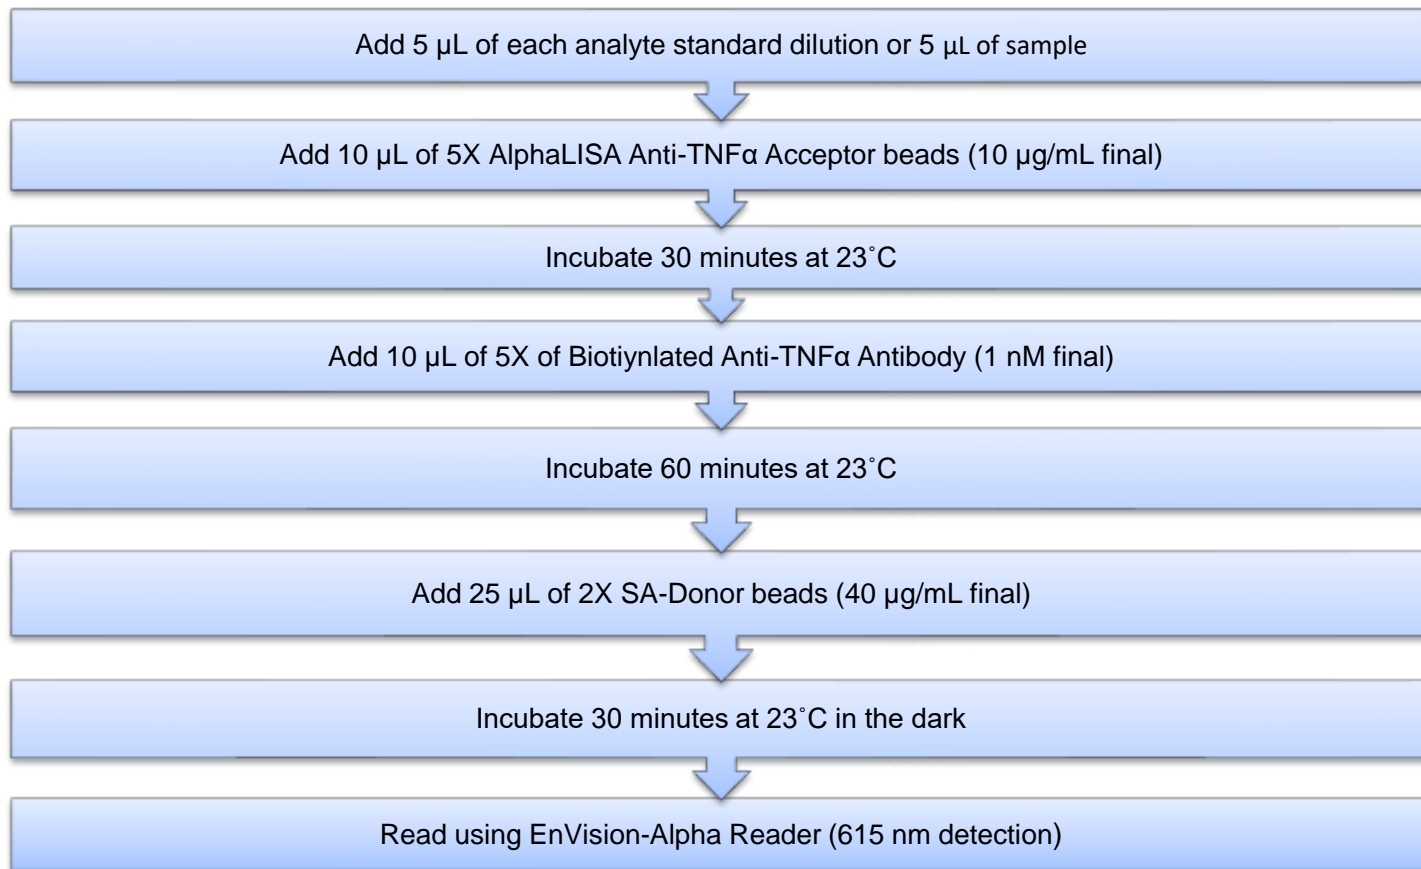 Add 5 µL of each analyte standard dilution or 5 µL of sample
Add 10 µL of 5X AlphaLISA Anti-TNFα Acceptor beads (10 µg/mL final)
Incubate 30 minutes at 23˚C
Add 10 µL of 5X of Biotiynlated Anti-TNFα Antibody (1 nM final)
Incubate 60 minutes at 23˚C
Add 25 µL of 2X SA-Donor beads (40 µg/mL final)
Incubate 30 minutes at 23˚C in the dark
Read using EnVision-Alpha Reader (615 nm detection)